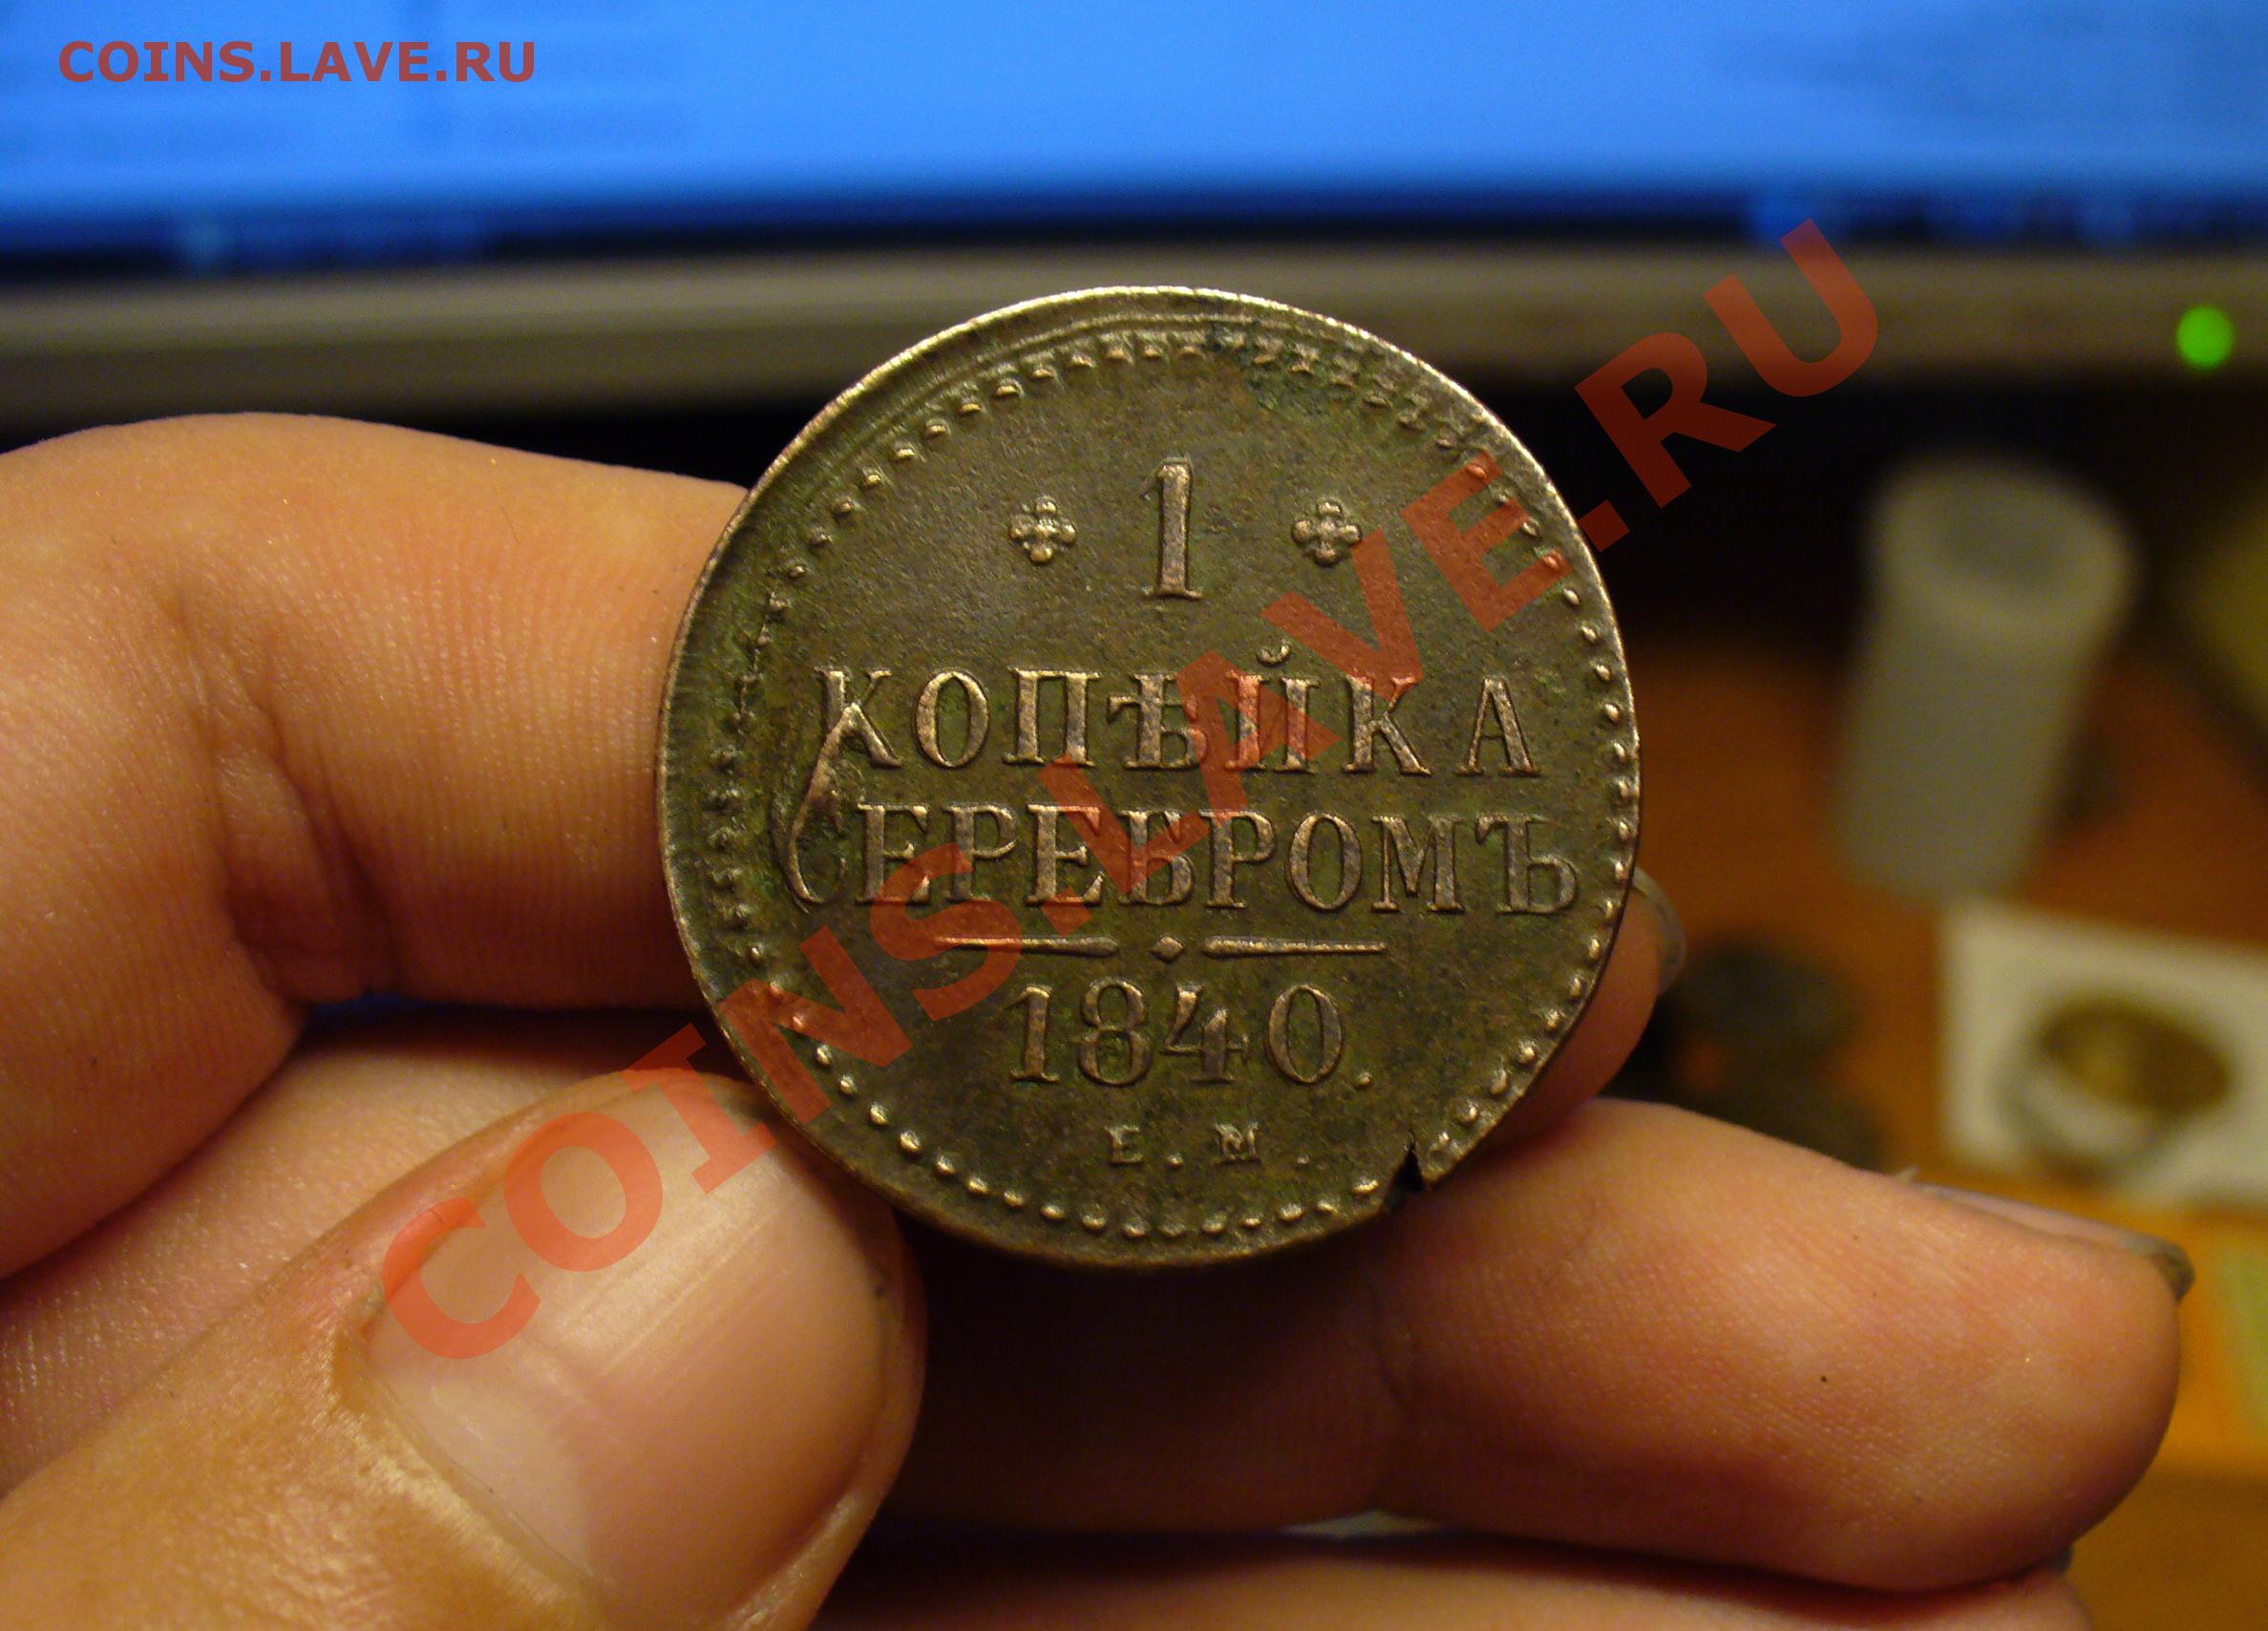 COINS.LAVE.RU
COINS.LAVE.RU
1
КОПѢЙКА
СЕРЕБРОМЪ
1840.
Е. М.